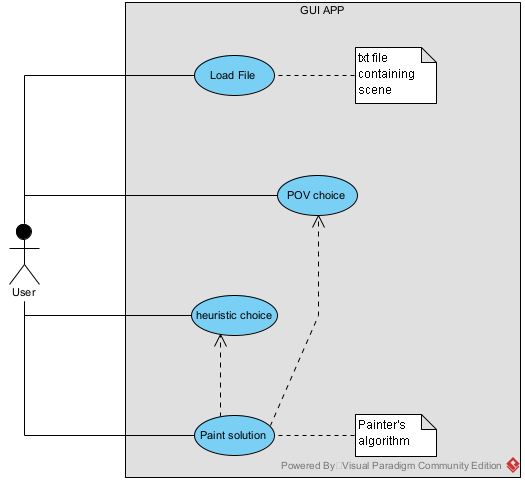 GUI APP
Load File
txt file
containing
scene
POV choice
User
heuristic choice
Paint solution
Painter's
algorithm
Powered By Visual Paradigm Community Edition